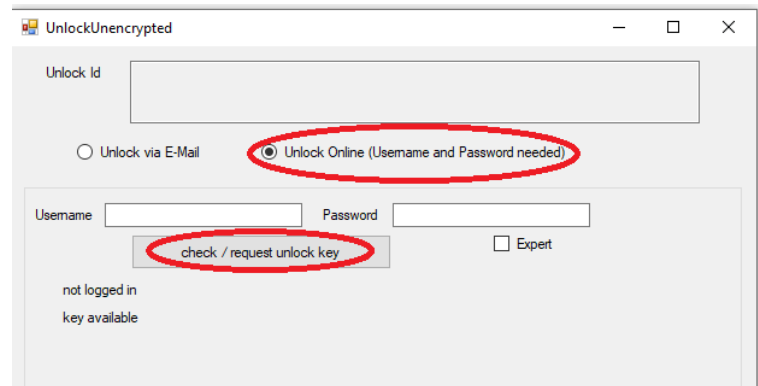 UnlockUnencrypted
Unlock Id
Unlock via E-Mail Unlock Online (Username and Password needed)
Username Password
check / request unlock key Expert
not logged in
key available